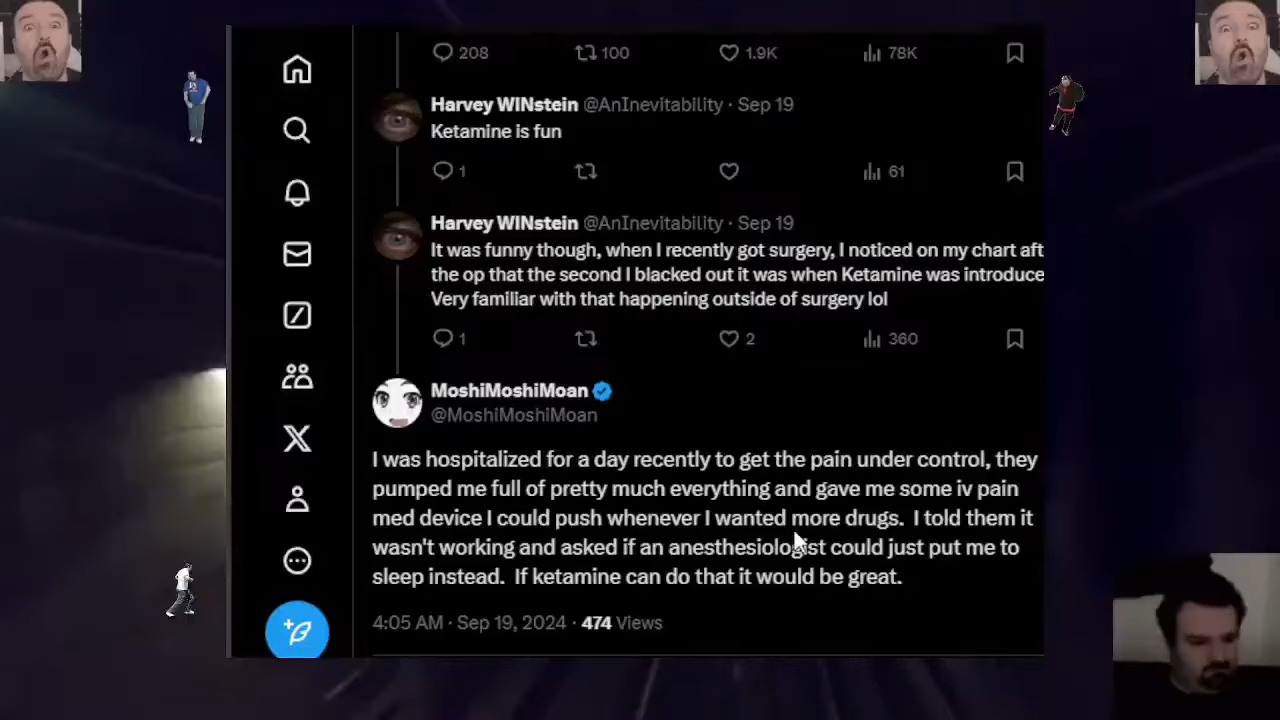 208 100 1.9K 78K
Harvey WINstein @AnInevitability · Sep 19
Ketamine is fun
1 61
Harvey WINstein @AnInevitability · Sep 19
It was funny though, when I recently got surgery, I noticed on my chart aft
the op that the second I blacked out it was when Ketamine was introduce
Very familiar with that happening outside of surgery lol
1 2 360
MoshiMoshiMoan
@MoshiMoshiMoan
I was hospitalized for a day recently to get the pain under control, they
pumped me full of pretty much everything and gave me some iv pain
med device I could push whenever I wanted more drugs. I told them it
wasn't working and asked if an anesthesiologist could just put me to
sleep instead. If ketamine can do that it would be great.
4:05 AM · Sep 19, 2024 · 474 Views